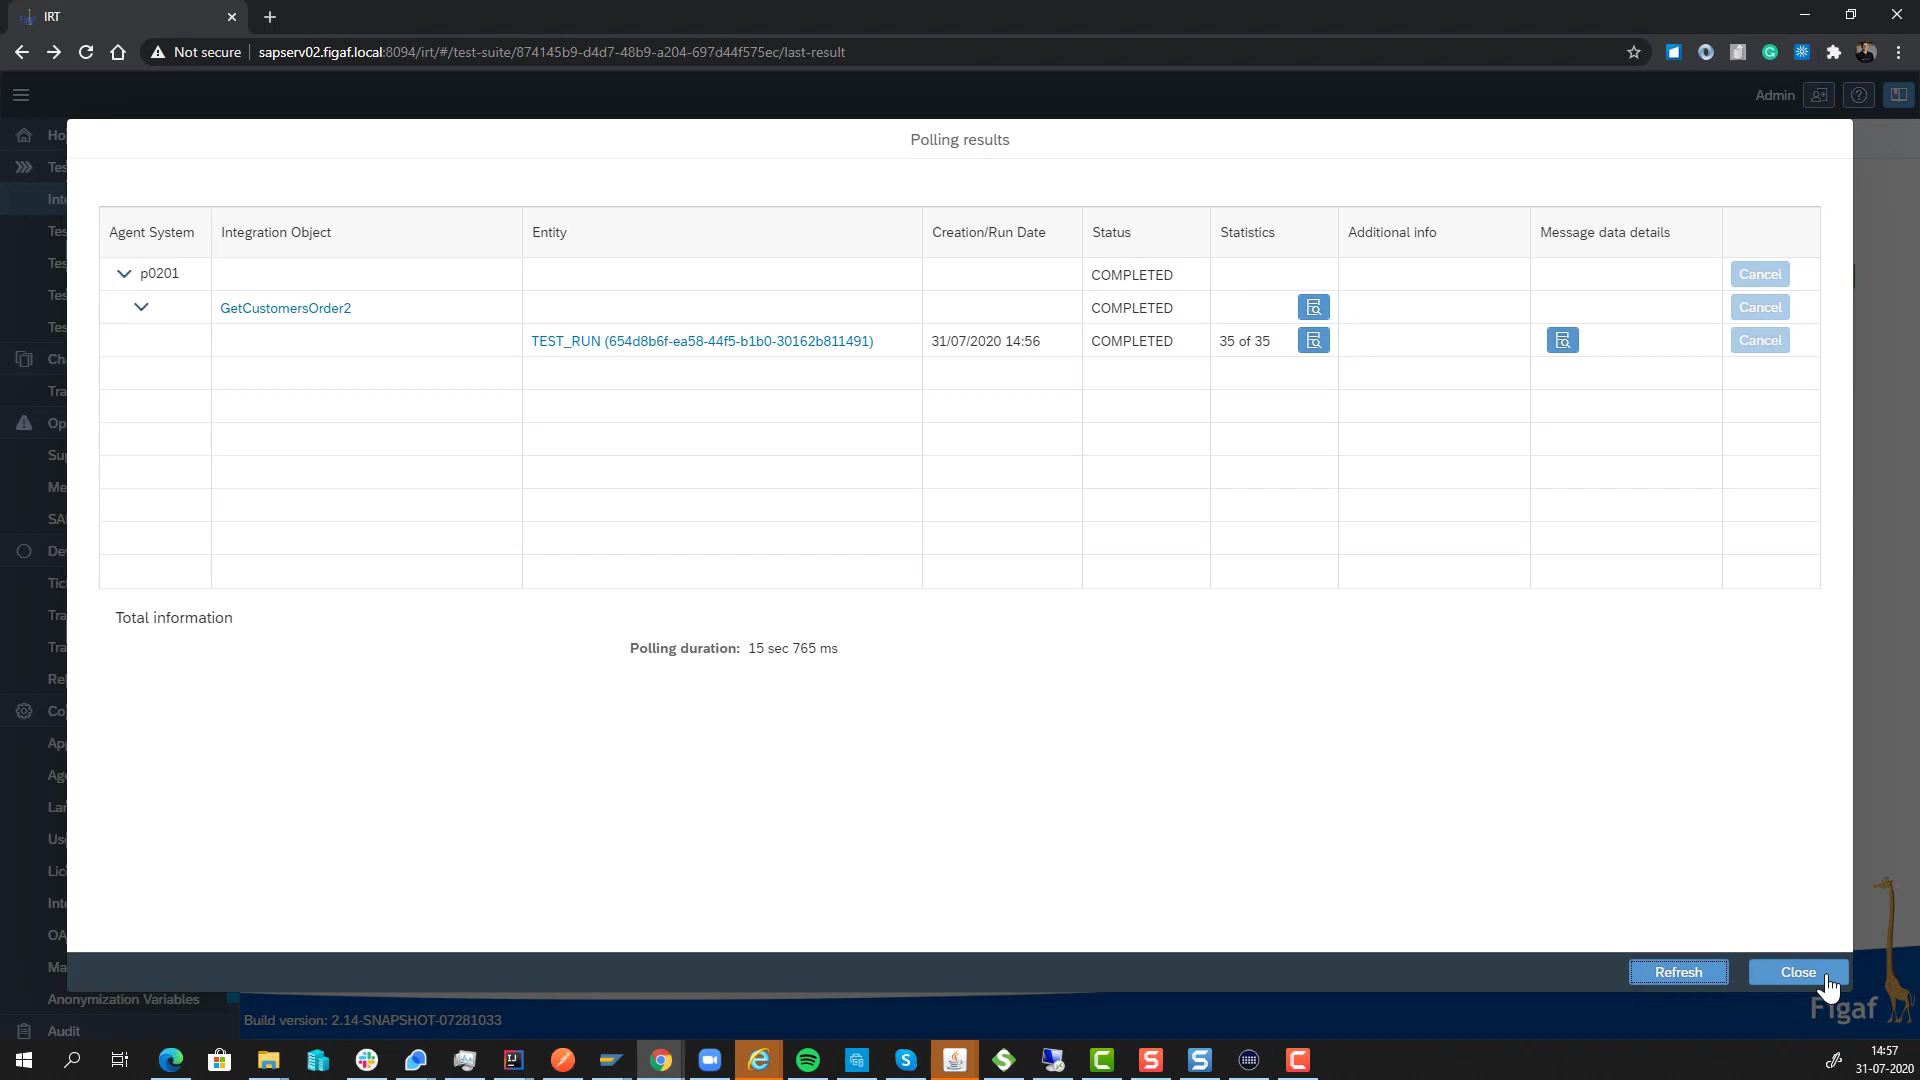 IRT
Not secure
sapserv02.figaf.local:8094/irt/#/test-suite/874145b9-d4d7-48b9-a204-697d44f575ec/last-result
Admin
Polling results
Agent System Integration Object Entity Creation/Run Date Status Statistics Additional info Message data details
p0201 COMPLETED Cancel
GetCustomersOrder2 COMPLETED Cancel
TEST_RUN (654d8b6f-ea58-44f5-b1b0-30162b811491) 31/07/2020 14:56 COMPLETED 35 of 35 Cancel
Total information
Polling duration: 15 sec 765 ms
Refresh Close
Anonymization Variables
Audit
Build version: 2.14-SNAPSHOT-07281033
Figaf
14:57
31-07-2020